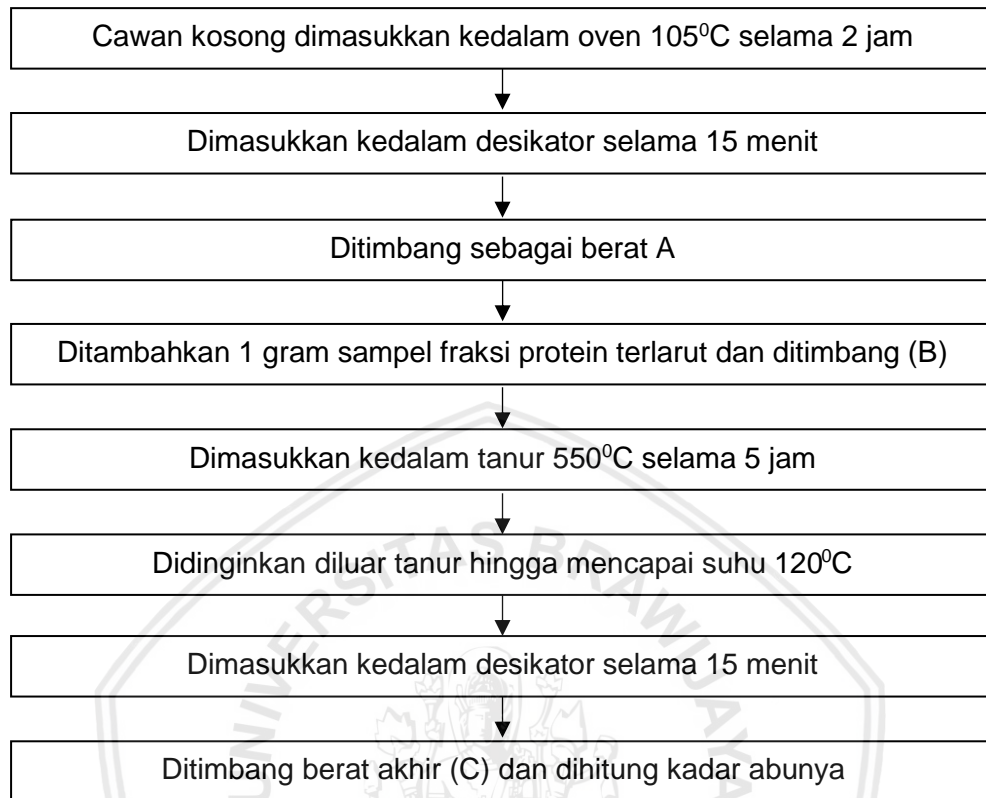 Cawan kosong dimasukkan kedalam oven 105⁰C selama 2 jam
Dimasukkan kedalam desikator selama 15 menit
Ditimbang sebagai berat A
Ditambahkan 1 gram sampel fraksi protein terlarut dan ditimbang (B)
Dimasukkan kedalam tanur 550⁰C selama 5 jam
UNIVERSITAS BRAWIJAYA
Didinginkan diluar tanur hingga mencapai suhu 120⁰C
Dimasukkan kedalam desikator selama 15 menit
Ditimbang berat akhir (C) dan dihitung kadar abunya